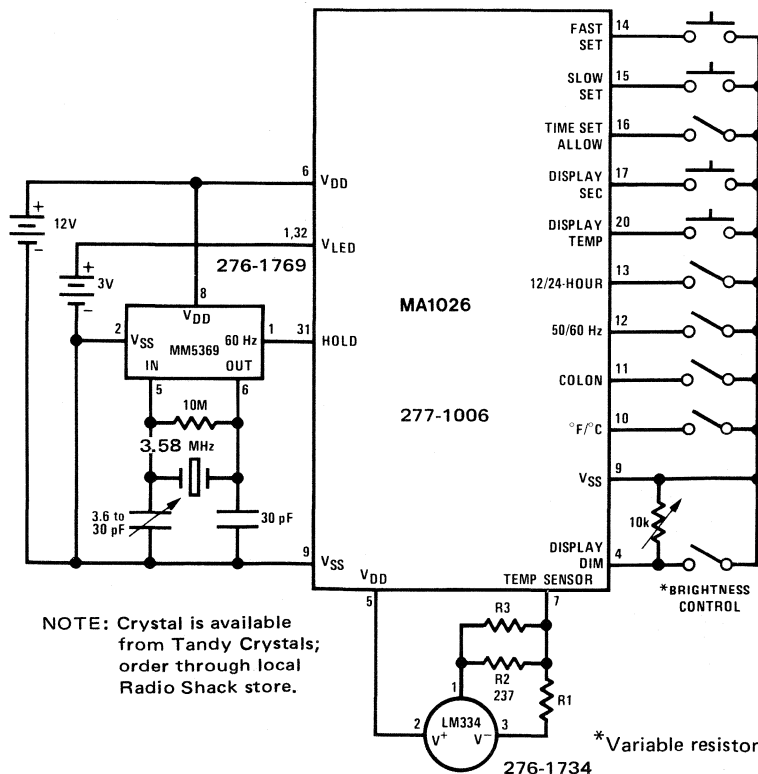 FAST
SET
14
SLOW
SET
15
TIME SET
ALLOW
16
DISPLAY
SEC
17
DISPLAY
TEMP
20
12/24-HOUR
13
50/60 Hz
12
COLON
11
°F/°C
10
VSS
9
10k
DISPLAY
DIM
4
*BRIGHTNESS
CONTROL
6
VDD
+
12V
-
1,32
VLED
276-1769
+
3V
-
8
VDD
2
VSS
MM5369
60 Hz
1
31
HOLD
IN
OUT
5
6
MA1026
277-1006
10M
3.58 MHz
3.6 to
30 pF
30 pF
9
VSS
VDD
5
TEMP SENSOR
7
NOTE: Crystal is available
from Tandy Crystals;
order through local
Radio Shack store.
R3
R2
237
R1
1
LM334
2
V+
V-
3
276-1734
*Variable resistor